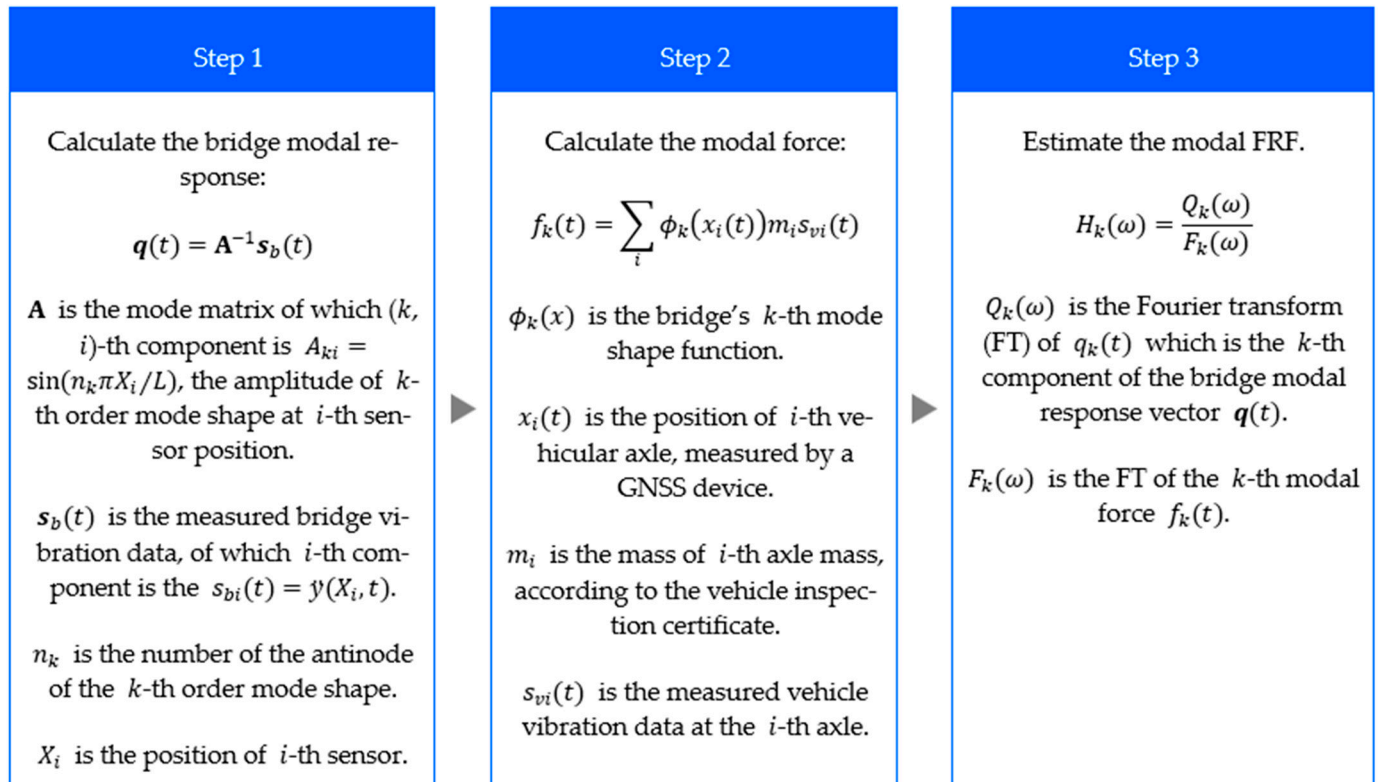 Step 1
Calculate the bridge modal re-
sponse:
𝒒(t) = 𝐀⁻¹𝒔_b(t)
𝐀 is the mode matrix of which (k,
i)-th component is A_ki =
sin(n_kπX_i/L), the amplitude of k-
th order mode shape at i-th sen-
sor position.
𝒔_b(t) is the measured bridge vi-
bration data, of which i-th com-
ponent is the s_bi(t) = ÿ(X_i, t).
n_k is the number of the antinode
of the k-th order mode shape.
X_i is the position of i-th sensor.
Step 2
Calculate the modal force:
f_k(t) = ∑_i ϕ_k(x_i(t))m_i s_vi(t)
ϕ_k(x) is the bridge's k-th mode
shape function.
x_i(t) is the position of i-th ve-
hicular axle, measured by a
GNSS device.
m_i is the mass of i-th axle mass,
according to the vehicle inspec-
tion certificate.
s_vi(t) is the measured vehicle
vibration data at the i-th axle.
Step 3
Estimate the modal FRF.
H_k(ω) = Q_k(ω)/F_k(ω)
Q_k(ω) is the Fourier transform
(FT) of q_k(t) which is the k-th
component of the bridge modal
response vector 𝒒(t).
F_k(ω) is the FT of the k-th modal
force f_k(t).